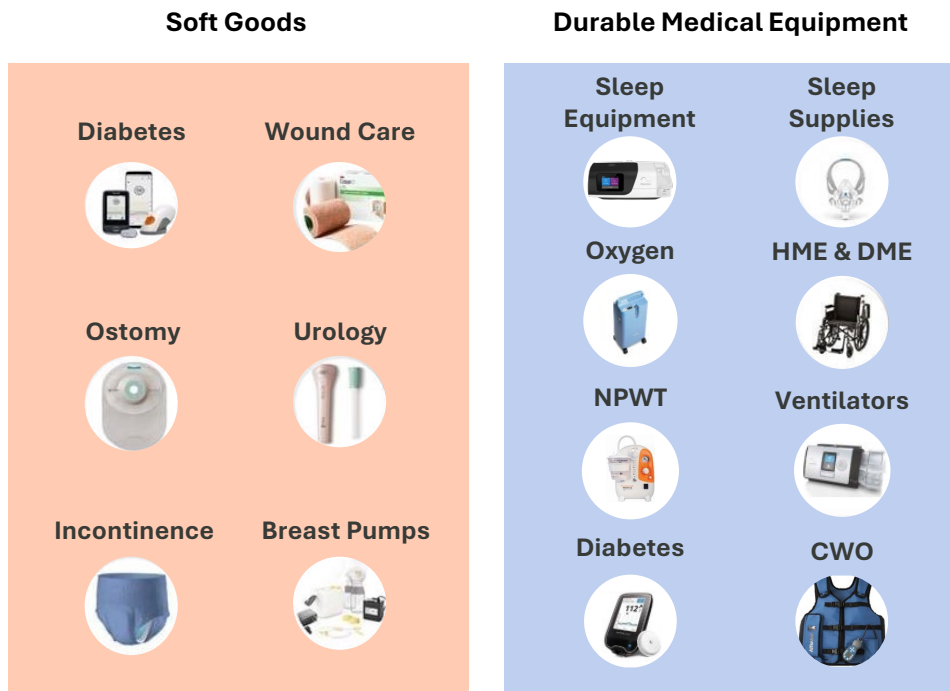 Soft Goods
Durable Medical Equipment
Diabetes
Wound Care
Ostomy
Urology
Incontinence
Breast Pumps
Sleep
Equipment
Sleep
Supplies
Oxygen
HME & DME
NPWT
Ventilators
Diabetes
112
CWO